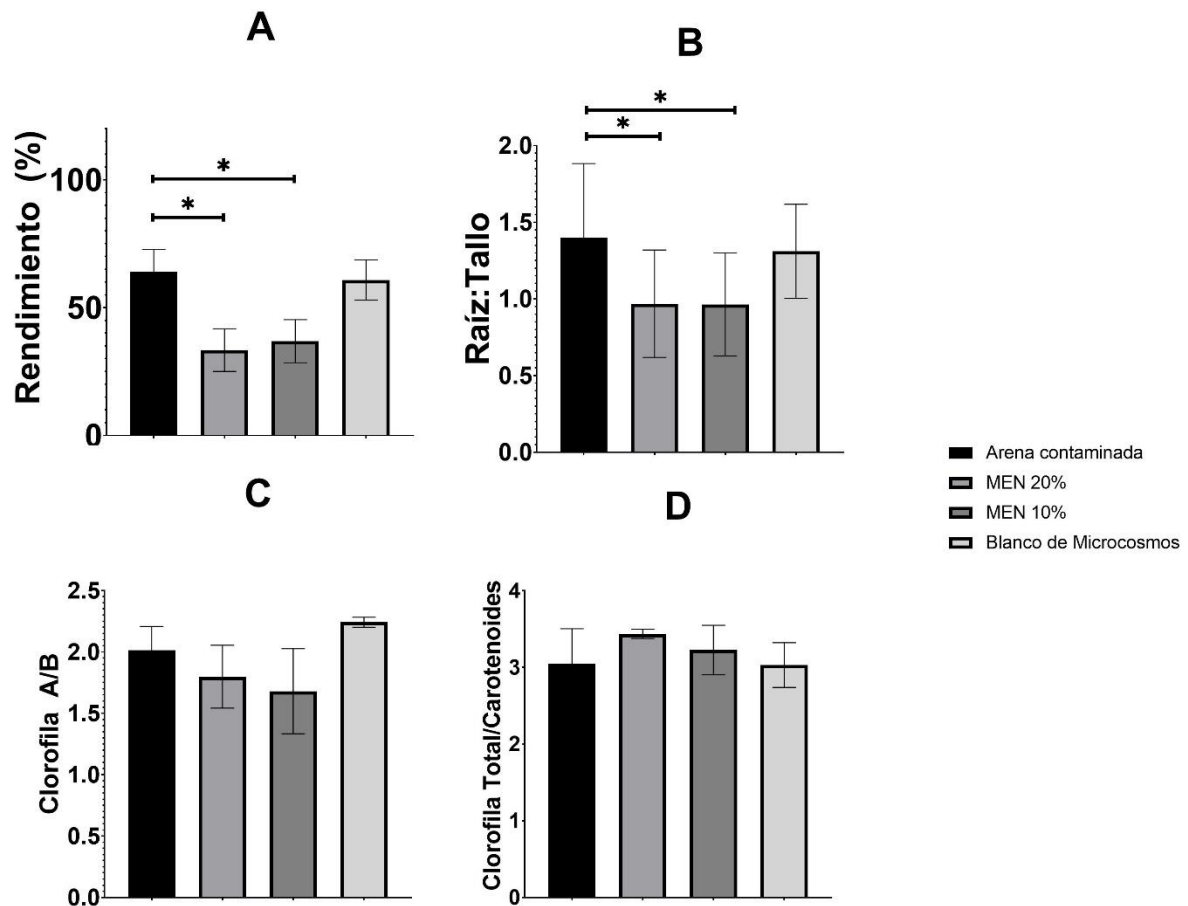 A
Rendimiento (%)
100
50
0
*
*
B
Raíz:Tallo
2.0
1.5
1.0
0.5
0.0
*
*
Arena contaminada
MEN 20%
MEN 10%
Blanco de Microcosmos
C
Clorofila A/B
2.5
2.0
1.5
1.0
0.5
0.0
D
Clorofila Total/Carotenoides
4
3
2
1
0